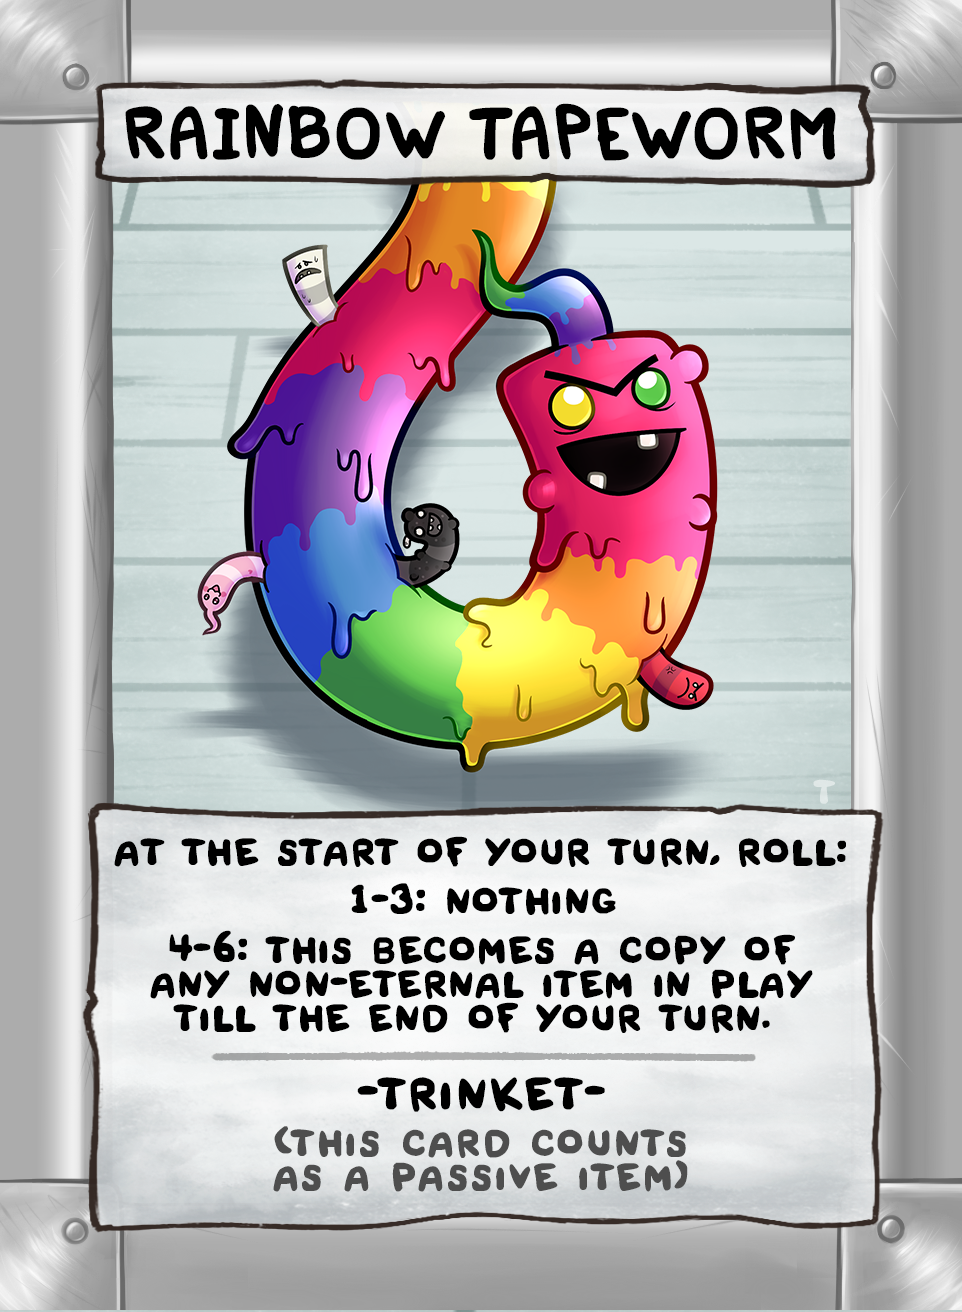 RAINBOW TAPEWORM
T
AT THE START OF YOUR TURN, ROLL:
1-3: NOTHING
4-6: THIS BECOMES A COPY OF
ANY NON-ETERNAL ITEM IN PLAY
TILL THE END OF YOUR TURN.
-TRINKET-
(THIS CARD COUNTS
AS A PASSIVE ITEM)